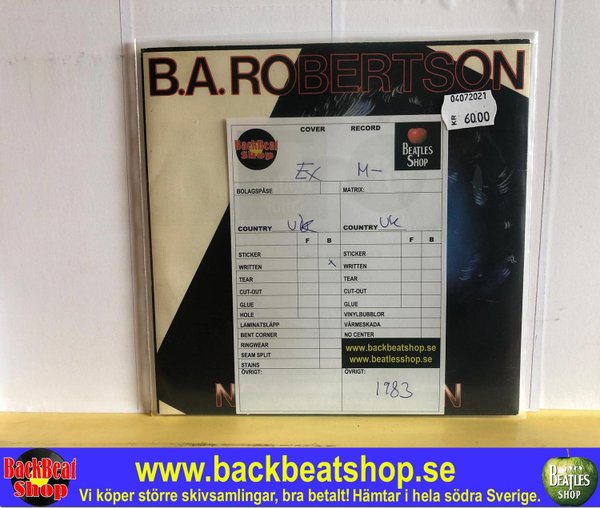 B.A. ROBERTSON
04072021
KR 60.00
BackBeat Shop
COVER RECORD
BEATLES SHOP
EX M-
BOLAGSPÅSE MATRIX:
COUNTRY UK COUNTRY UK
F B F B
STICKER STICKER
WRITTEN x WRITTEN
TEAR TEAR
CUT-OUT CUT-OUT
GLUE GLUE
HOLE VINYLBUBBLOR
LAMINATSLÄPP VÄRMESKADA
BENT CORNER NO CENTER
RINGWEAR www.backbeatshop.se
SEAM SPLIT www.beatlesshop.se
STAINS
ÖVRIGT: ÖVRIGT:
1983
N N
BackBeat Shop
www.backbeatshop.se
Vi köper större skivsamlingar, bra betalt! Hämtar i hela södra Sverige.
BEATLES SHOP